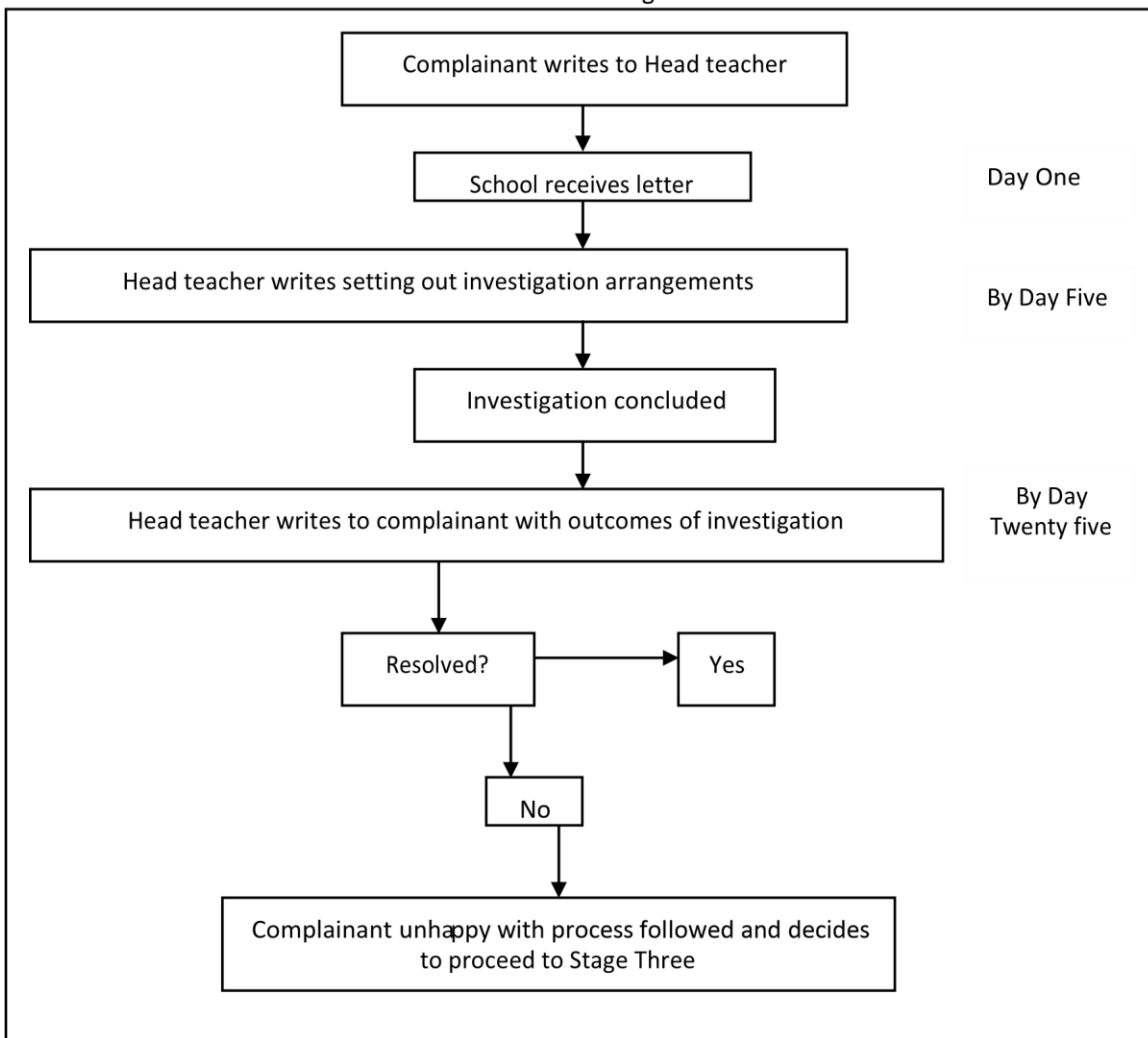 Complainant writes to Head teacher
School receives letter
Day One
Head teacher writes setting out investigation arrangements
By Day Five
Investigation concluded
Head teacher writes to complainant with outcomes of investigation
By Day
Twenty five
Resolved?
Yes
No
Complainant unhappy with process followed and decides
to proceed to Stage Three